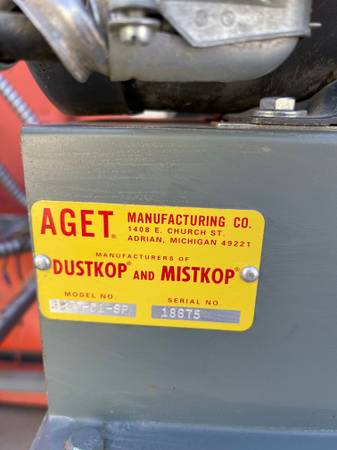 AGET® MANUFACTURING CO.
1408 E. CHURCH ST.
ADRIAN, MICHIGAN 49221
MANUFACTURERS OF
DUSTKOP® AND MISTKOP®
MODEL NO. SERIAL NO.
18675